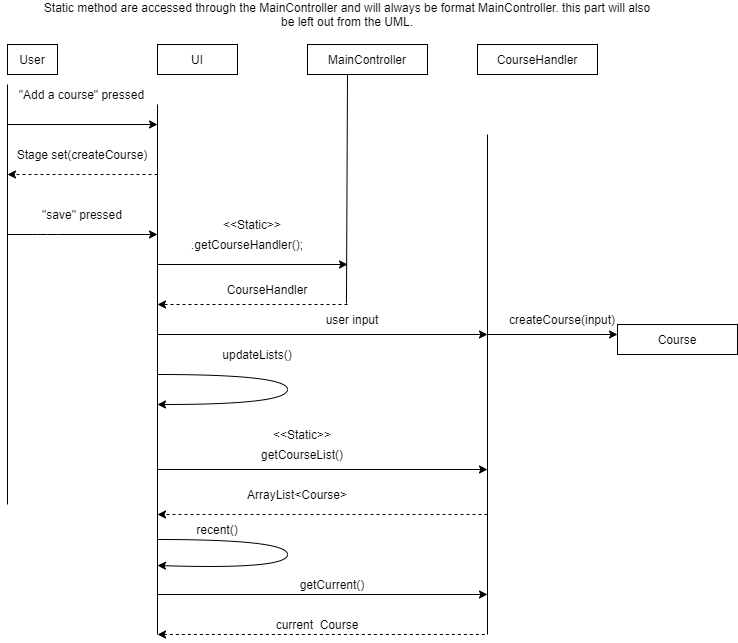 Static method are accessed through the MainController and will always be format MainController. this part will also
be left out from the UML.
User
UI
MainController
CourseHandler
"Add a course" pressed
Stage set(createCourse)
"save" pressed
<<Static>>
.getCourseHandler();
CourseHandler
user input
createCourse(input)
Course
updateLists()
<<Static>>
getCourseList()
ArrayList<Course>
recent()
getCurrent()
current Course